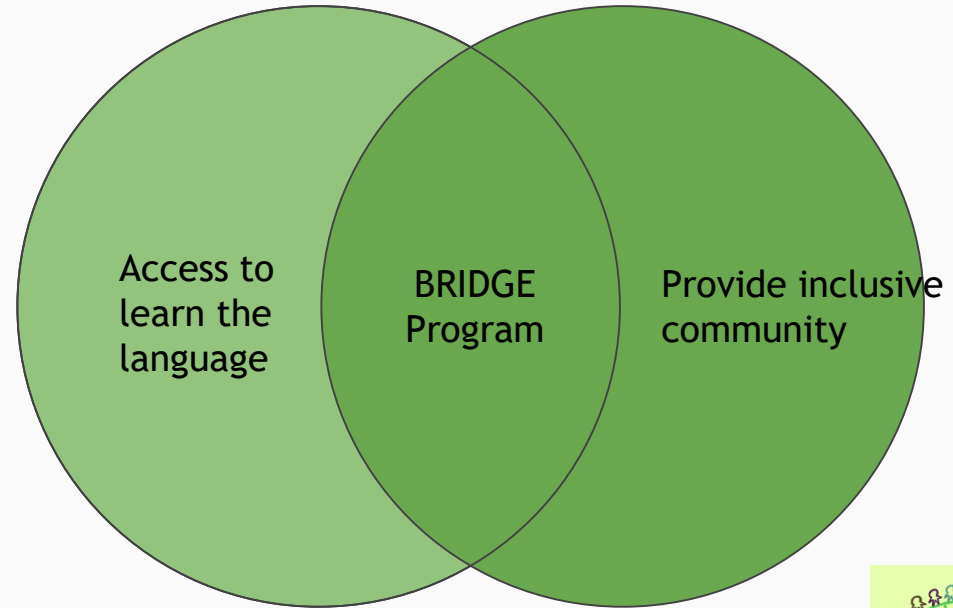 Access to
learn the
language
BRIDGE
Program
Provide inclusive
community